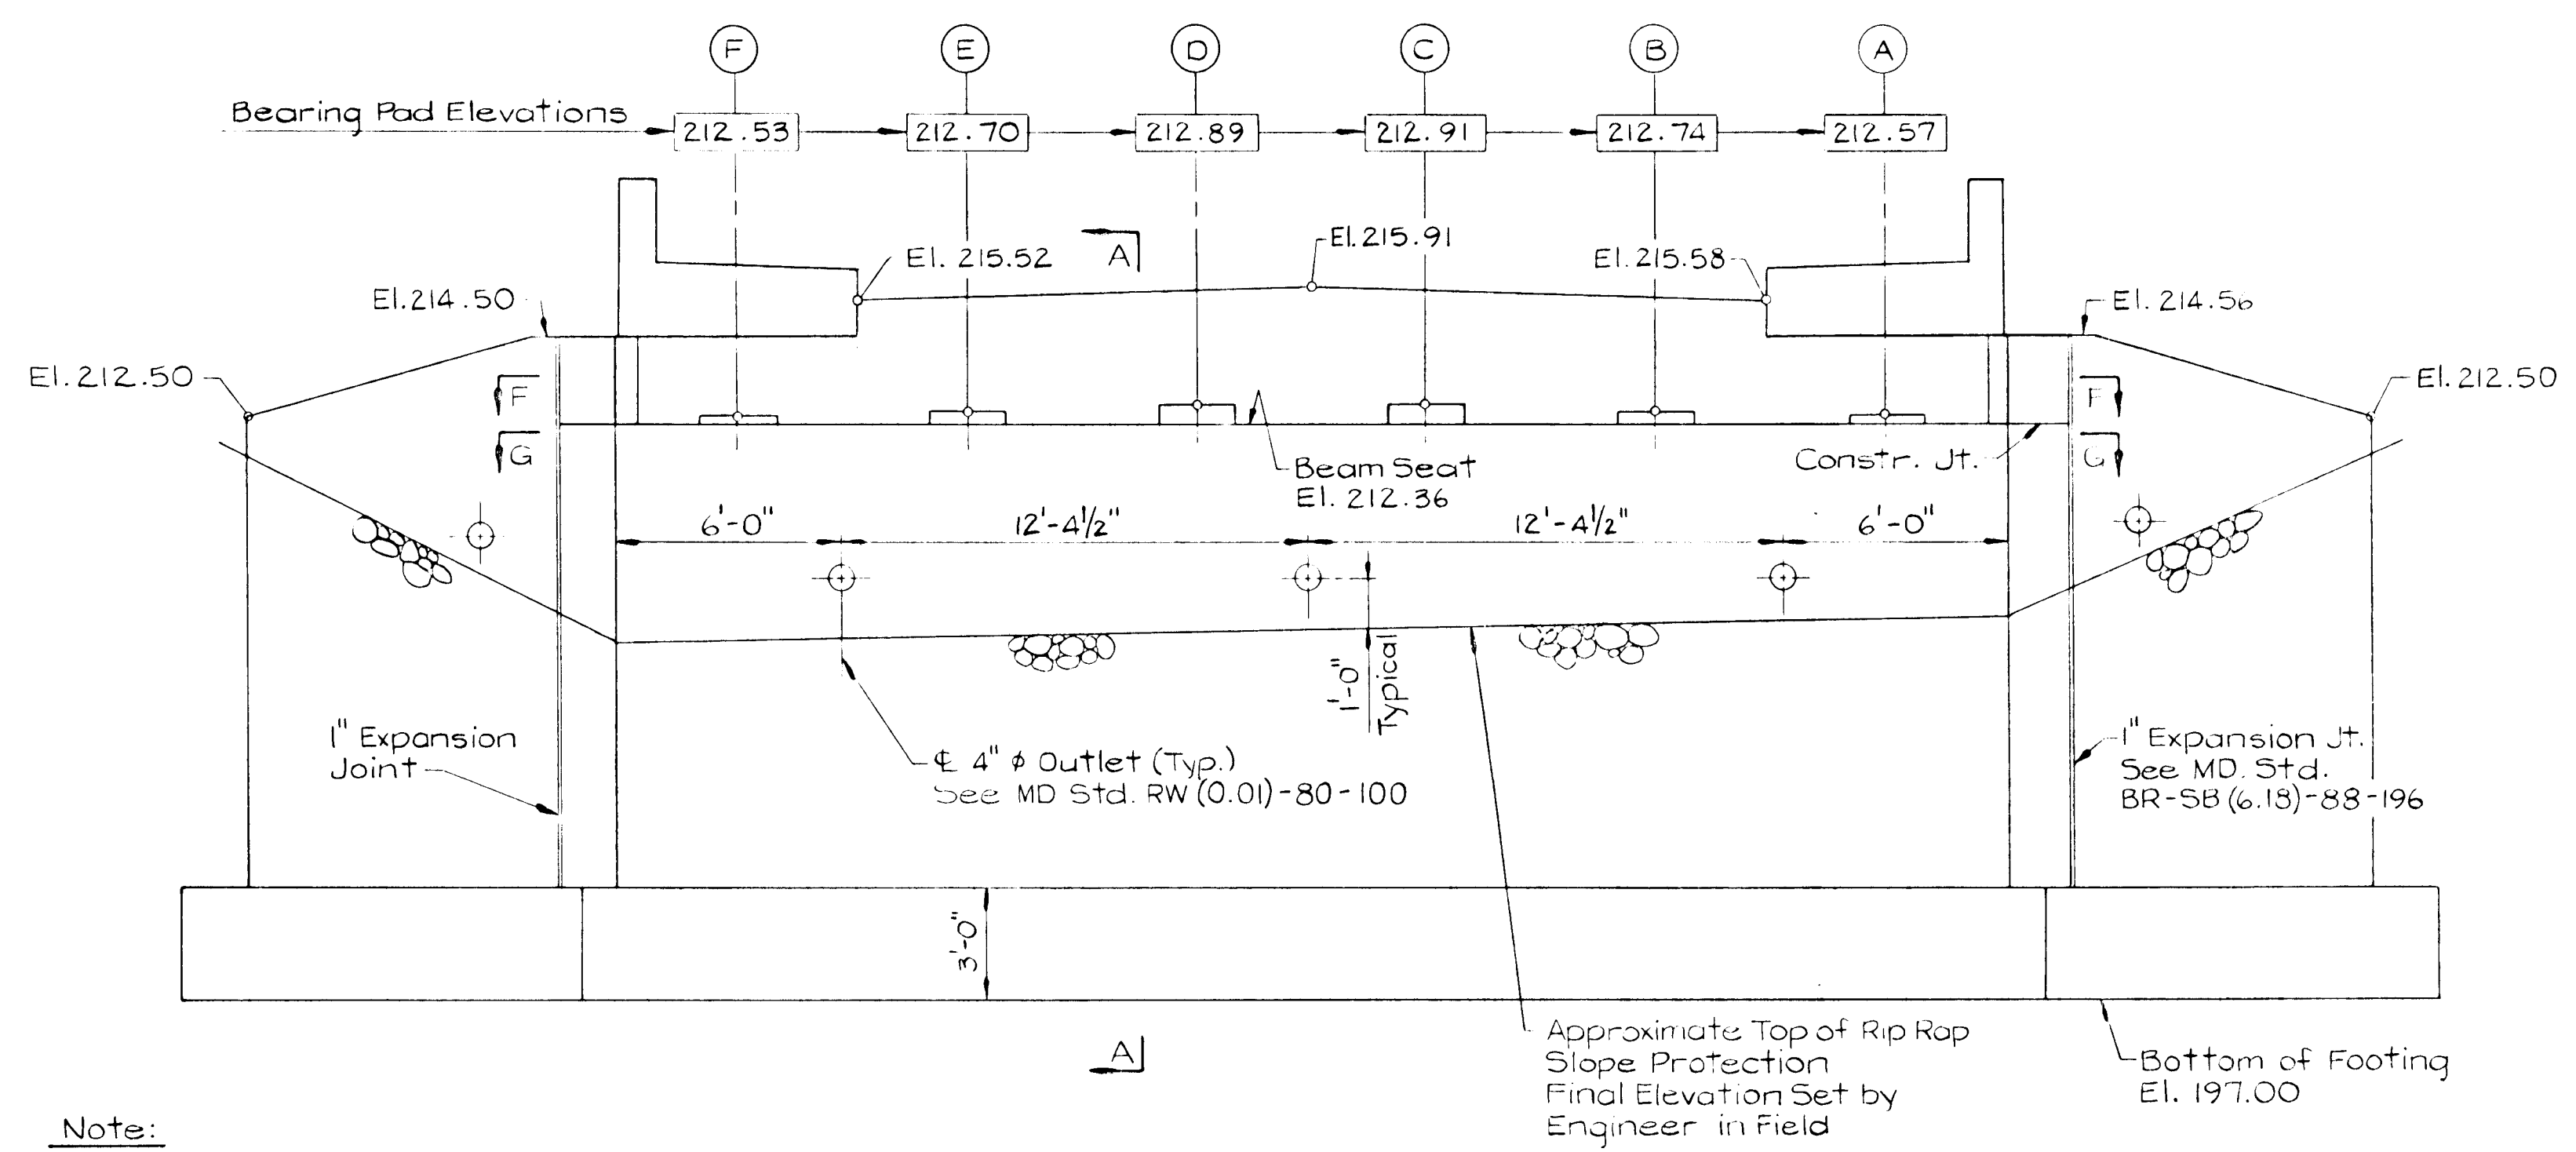 F E D C B A
Bearing Pad Elevations
212.53 212.70 212.89 212.91 212.74 212.57
El. 215.52
A
El. 215.91
El. 215.58
El. 214.50
El. 214.56
El. 212.50
F
F
El. 212.50
G
Beam Seat
El. 212.36
Constr. Jt.
G
6'-0" 12'-4½" 12'-4½" 6'-0"
1'-0"
Typical
1" Expansion
Joint
℄ 4" ϕ Outlet (Typ.)
See MD Std. RW (0.01)-80-100
1" Expansion Jt.
See MD. Std.
BR-SB (6.18)-88-196
3'-0"
A
Approximate Top of Rip Rap
Slope Protection
Final Elevation Set by
Engineer in Field
Bottom of Footing
El. 197.00
Note: